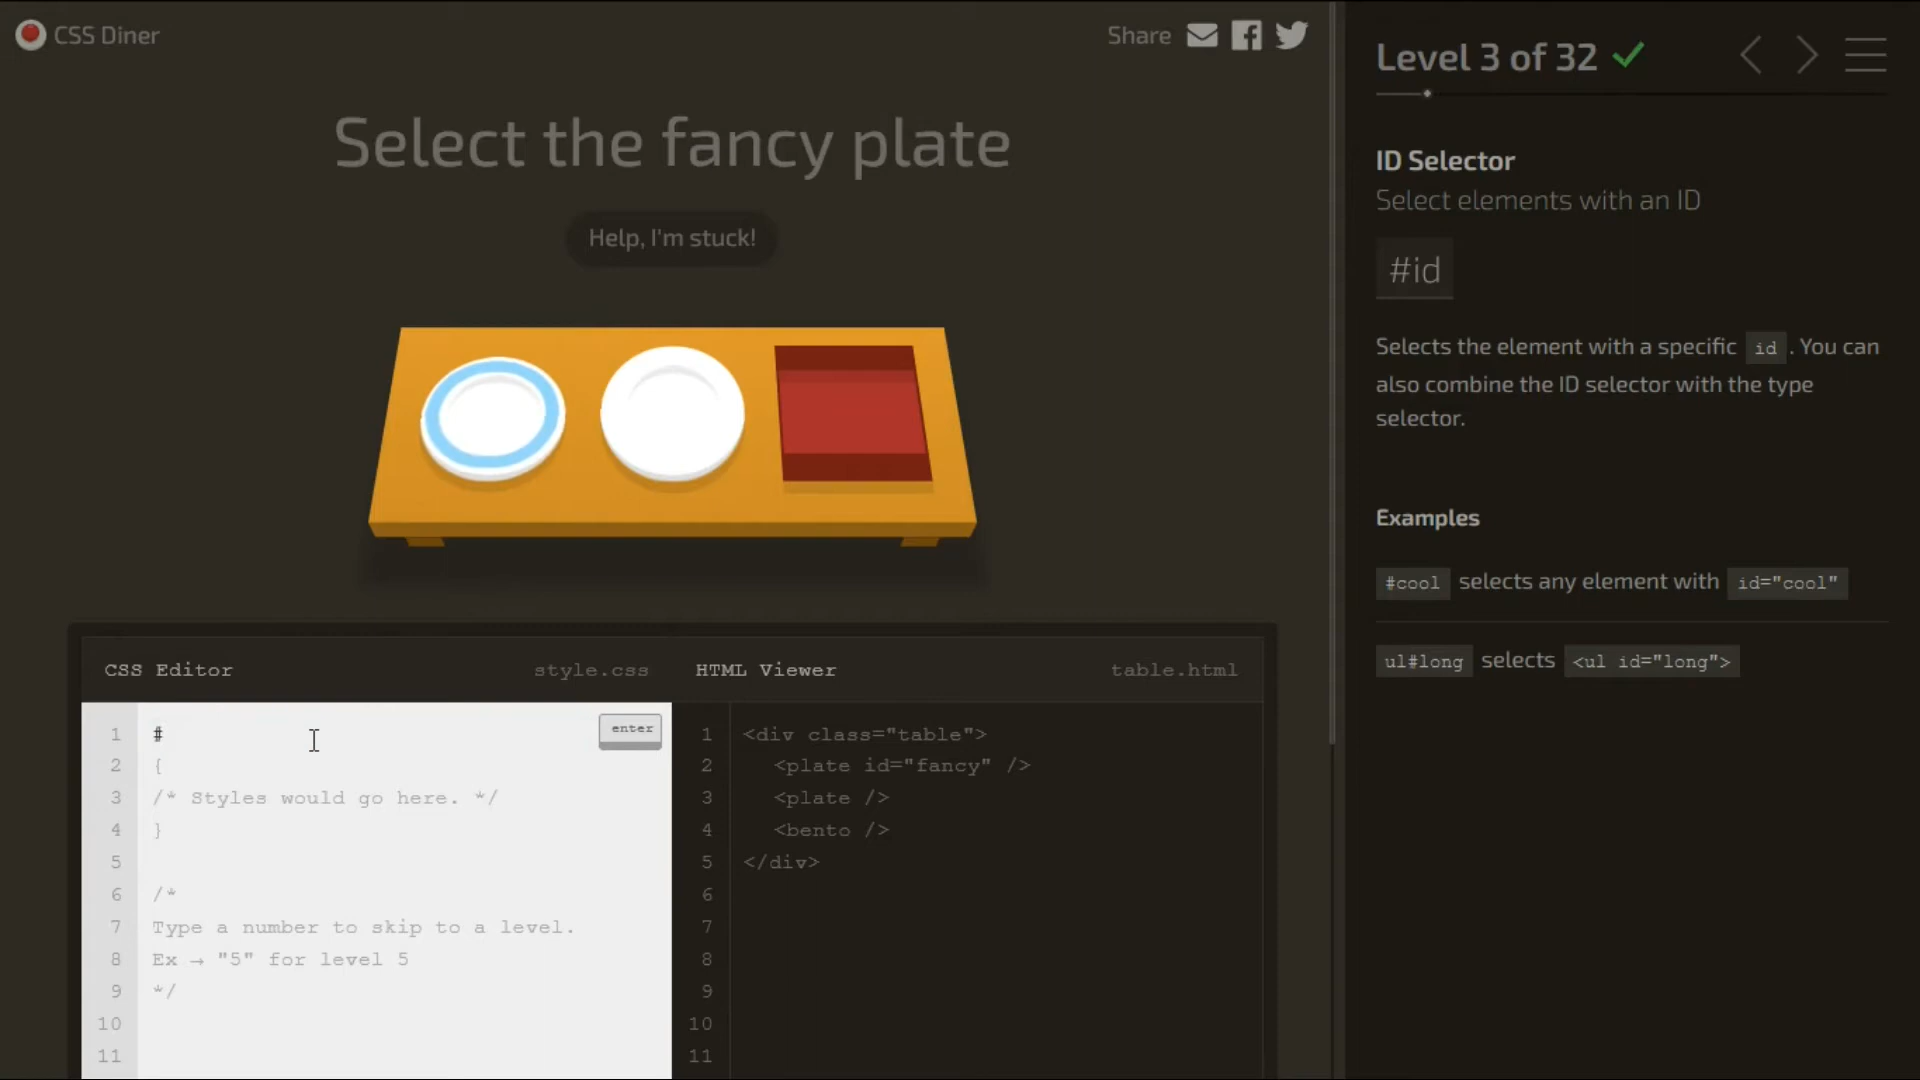 CSS Diner
Share
Select the fancy plate
Help, I'm stuck!
CSS Editor
style.css
1 #
enter
2 {
3 /* Styles would go here. */
4 }
5
6 /*
7 Type a number to skip to a level.
8 Ex → "5" for level 5
9 */
10
11
HTML Viewer
table.html
1 <div class="table">
2 <plate id="fancy" />
3 <plate />
4 <bento />
5 </div>
6
7
8
9
10
11
Level 3 of 32
ID Selector
Select elements with an ID
#id
Selects the element with a specific id . You can
also combine the ID selector with the type
selector.
Examples
#cool selects any element with id="cool"
ul#long selects <ul id="long">